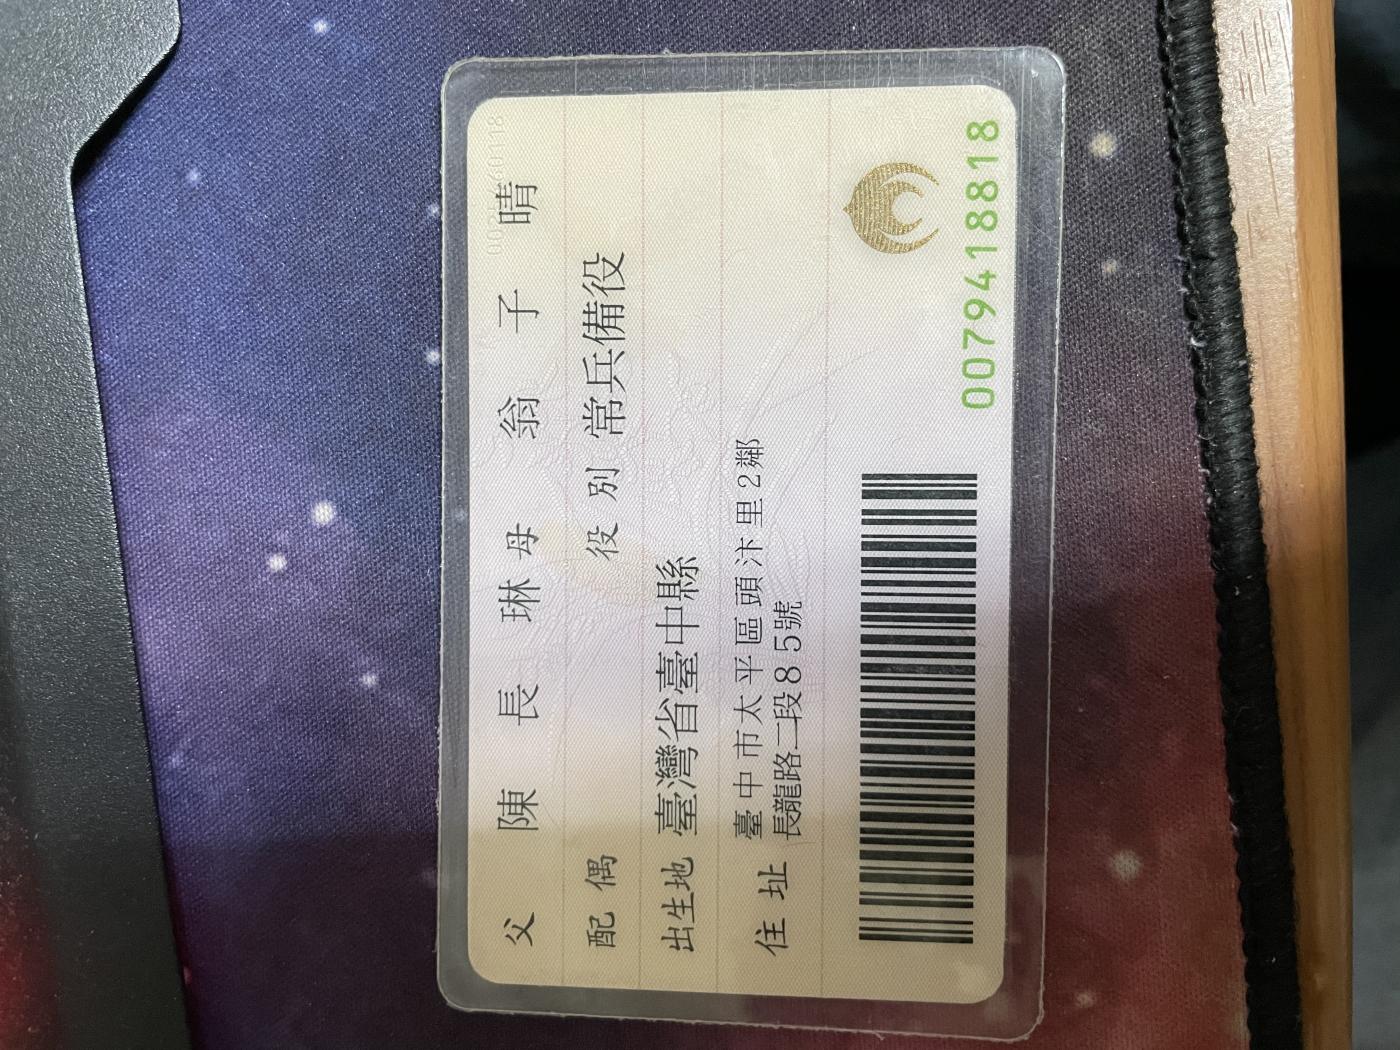 父 陳長琳 母 翁子晴
配偶 役別 常兵備役
出生地 臺灣省臺中縣
住址 臺中市太平區頭汴里2鄰
長龍路二段85號
0079418818